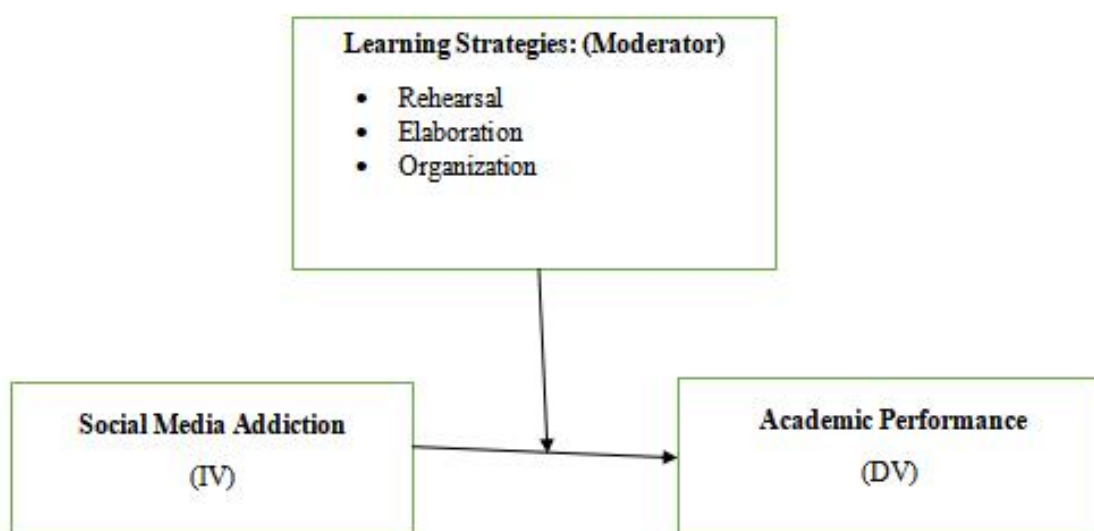 Learning Strategies: (Moderator)
• Rehearsal
• Elaboration
• Organization
Social Media Addiction
(IV)
Academic Performance
(DV)